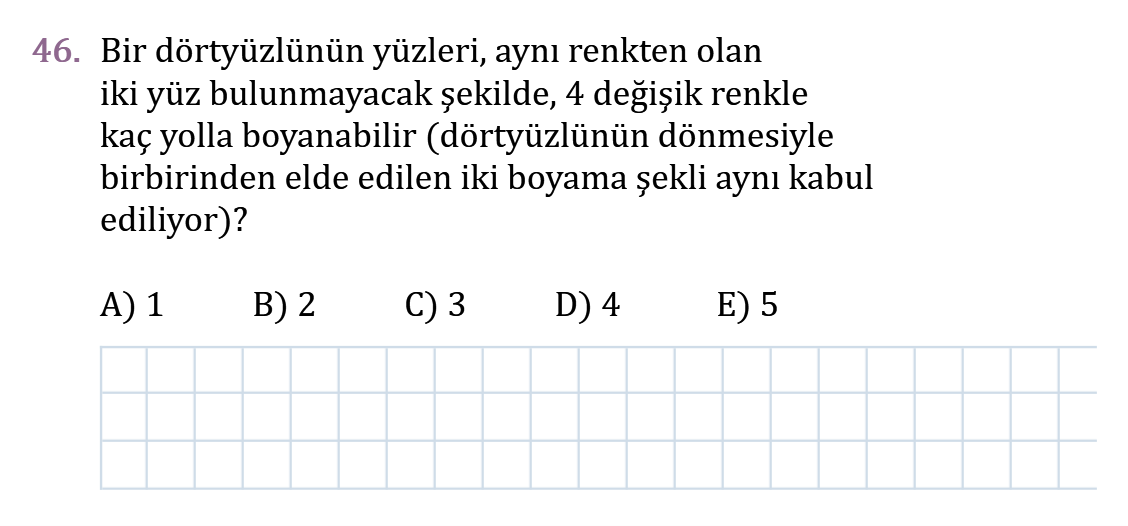 46. Bir dörtyüzlünün yüzleri, aynı renkten olan
iki yüz bulunmayacak şekilde, 4 değişik renkle
kaç yolla boyanabilir (dörtyüzlünün dönmesiyle
birbirinden elde edilen iki boyama şekli aynı kabul
ediliyor)?
A) 1 B) 2 C) 3 D) 4 E) 5